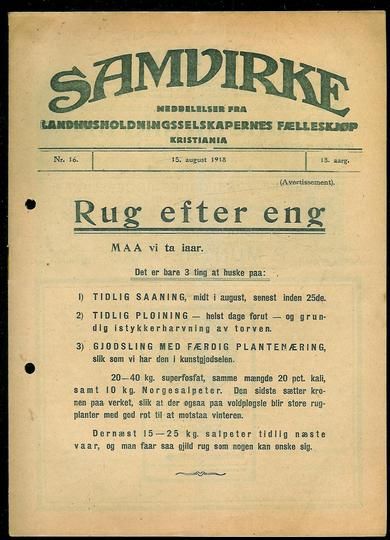 SAMVIRKE
MEDDELELSER FRA
LANDHUSHOLDNINGSSELSKAPERNES FÆLLESKJØP
KRISTIANIA
Nr. 16. 15. august 1918 13. aarg.
(Avertissement).
Rug efter eng
MAA vi ta iaar.
Det er bare 3 ting at huske paa:
1) TIDLIG SAANING, midt i august, senest inden 25de.
2) TIDLIG PLØINING — helst dage førut — og grun-
dig istykkerharvning av torven.
3) GJØDSLING MED FÆRDIG PLANTENÆRING,
slik som vi har den i kunstgjødselen.
20—40 kg. superfosfat, samme mængde 20 pct. kali,
samt 10 kg. Norgesalpeter. Den sidste sætter kro-
nen paa verket, slik at der ogsaa paa voldpløgsle blir store rug-
planter med god rot til at motstaa vinteren.
Dernæst 15—25 kg. salpeter tidlig næste
vaar, og man faar saa gjild rug som nogen kan ønske sig.